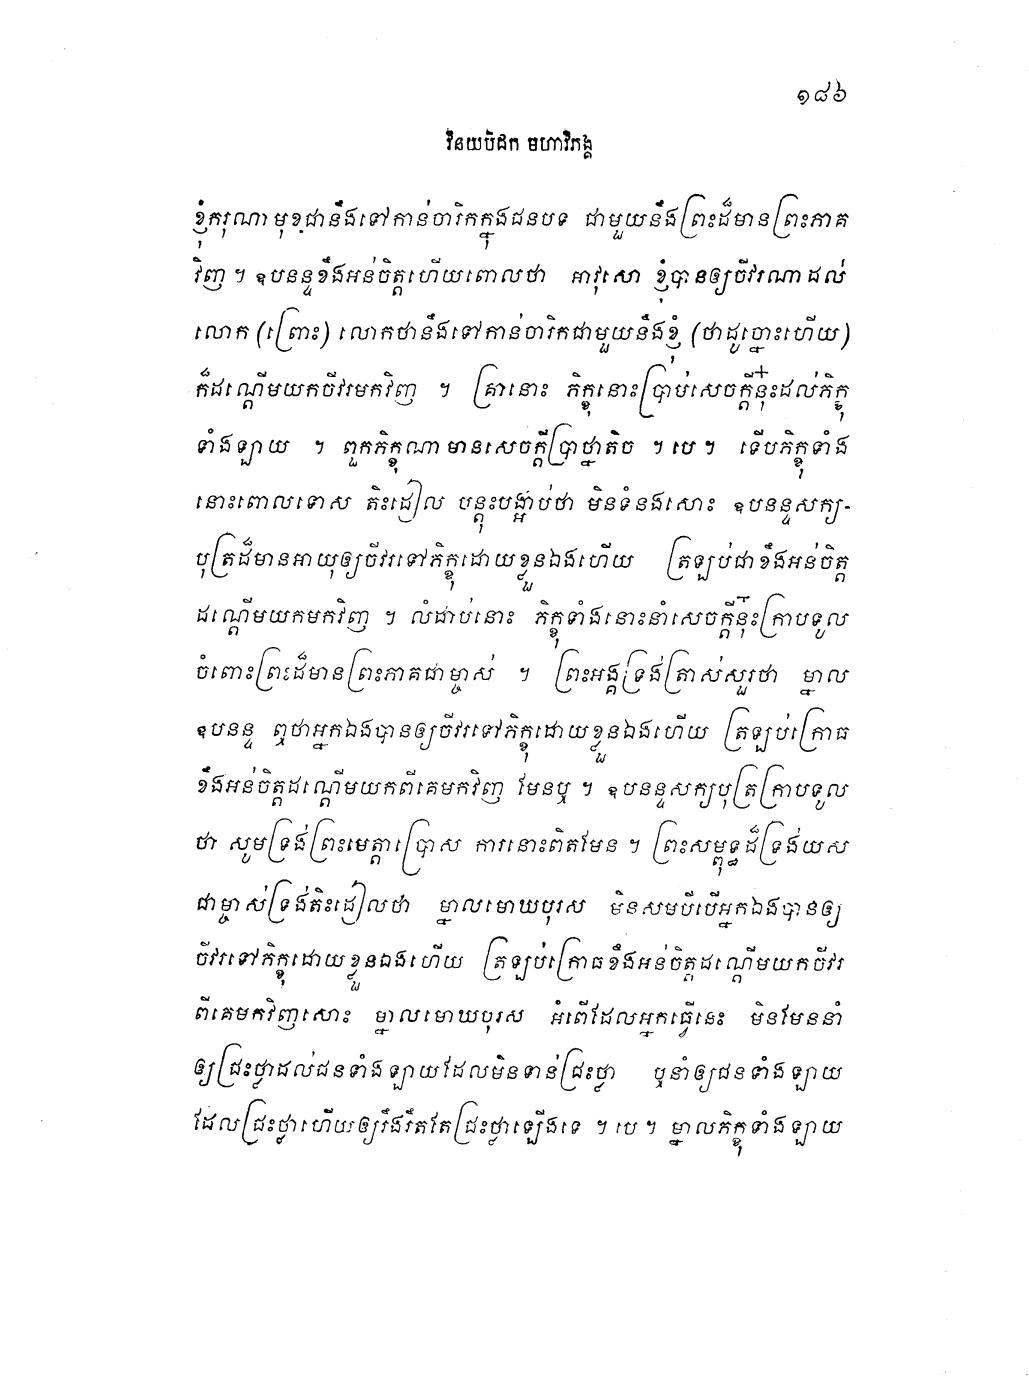 ១៨៦
វិនយបិដក មហាវិភង្គ
ខ្ញុំករុណា មុខជានឹងទៅកាន់ចារិកក្នុងជនបទ ជាមួយនឹងព្រះដ៏មានព្រះភាគ
វិញ ។ ឧបនន្ទខឹងអន់ចិត្តហើយពោលថា អាវុសោ ខ្ញុំបានឲ្យចីវរណាដល់
លោក (ព្រោះ) លោកថានឹងទៅកាន់ចារិកជាមួយនឹងខ្ញុំ (ថាដូច្នោះហើយ)
ក៏ដណ្តើមយកចីវរមកវិញ ។ គ្រានោះ ភិក្ខុនោះប្រាប់សេចក្តីនុ៎ះដល់ភិក្ខុ
ទាំងឡាយ ។ ពួកភិក្ខុណាមានសេចក្តីប្រាថ្នាតិច ។ បេ ។ ទើបភិក្ខុទាំង
នោះពោលទោស តិះដៀល បន្តុះបង្អាប់ថា មិនទំនងសោះ ឧបនន្ទសក្យ-
បុត្រដ៏មានអាយុឲ្យចីវរទៅភិក្ខុដោយខ្លួនឯងហើយ ត្រឡប់ជាខឹងអន់ចិត្ត
ដណ្តើមយកមកវិញ ។ លំដាប់នោះ ភិក្ខុទាំងនោះនាំសេចក្តីនុ៎ះក្រាបទូល
ចំពោះព្រះដ៏មានព្រះភាគជាម្ចាស់ ។ ព្រះអង្គទ្រង់ត្រាស់សួរថា ម្នាល
ឧបនន្ទ ឮថាអ្នកឯងបានឲ្យចីវរទៅភិក្ខុដោយខ្លួនឯងហើយ ត្រឡប់ក្រោធ
ខឹងអន់ចិត្តដណ្តើមយកពីគេមកវិញ មែនឬ ។ ឧបនន្ទសក្យបុត្រក្រាបទូល
ថា សូមទ្រង់ព្រះមេត្តាប្រោស ការនោះពិតមែន ។ ព្រះសម្ពុទ្ធដ៏ទ្រង់យស
ជាម្ចាស់ទ្រង់តិះដៀលថា ម្នាលមោឃបុរស មិនសមបីបើអ្នកឯងបានឲ្យ
ចីវរទៅភិក្ខុដោយខ្លួនឯងហើយ ត្រឡប់ក្រោធខឹងអន់ចិត្តដណ្តើមយកចីវរ
ពីគេមកវិញសោះ ម្នាលមោឃបុរស អំពើដែលអ្នកធ្វើនេះ មិនមែននាំ
ឲ្យជ្រះថ្លាដល់ជនទាំងឡាយដែលមិនទាន់ជ្រះថ្លា ឬនាំឲ្យជនទាំងឡាយ
ដែលជ្រះថ្លាហើយឲ្យរឹងរឹតតែជ្រះថ្លាឡើងទេ ។ បេ ។ ម្នាលភិក្ខុទាំងឡាយ